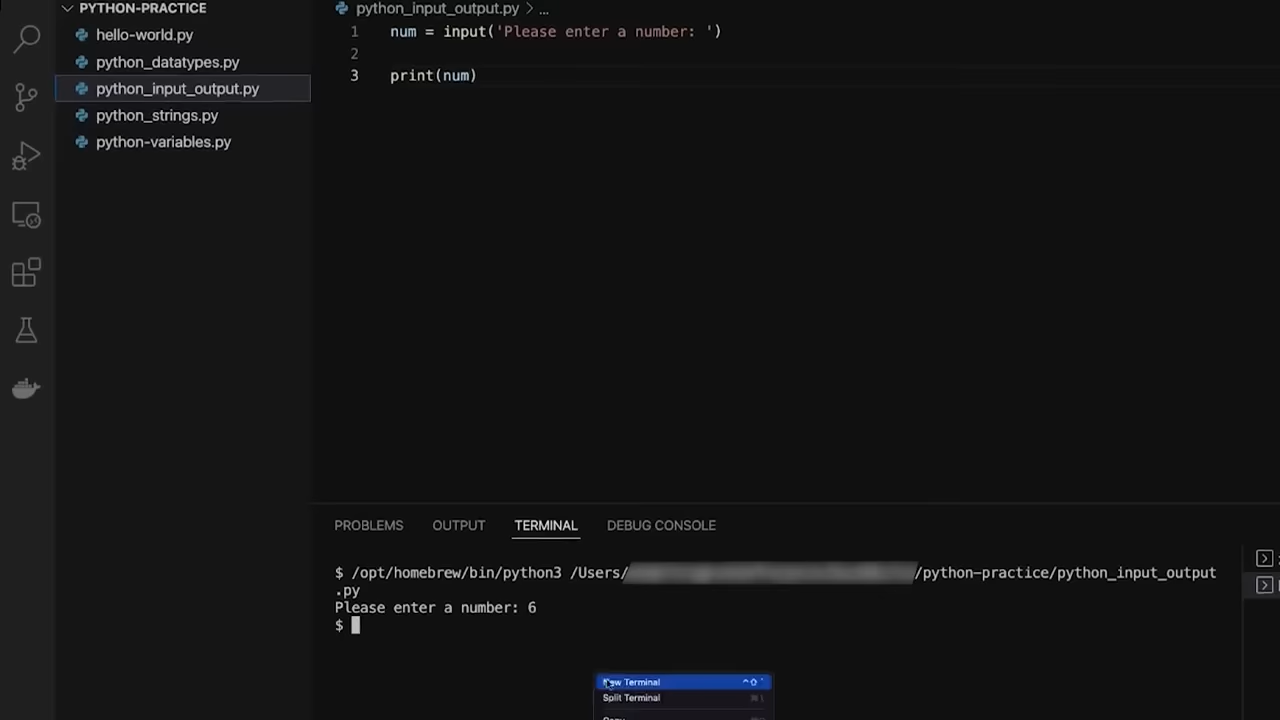 PYTHON-PRACTICE
hello-world.py
python_datatypes.py
python_input_output.py
python_strings.py
python-variables.py
python_input_output.py > ...
1 num = input('Please enter a number: ')
2
3 print(num)
PROBLEMS OUTPUT TERMINAL DEBUG CONSOLE
$ /opt/homebrew/bin/python3 /Users/ /python-practice/python_input_output
.py
Please enter a number: 6
$
New Terminal ^⇧`
Split Terminal ⌘\